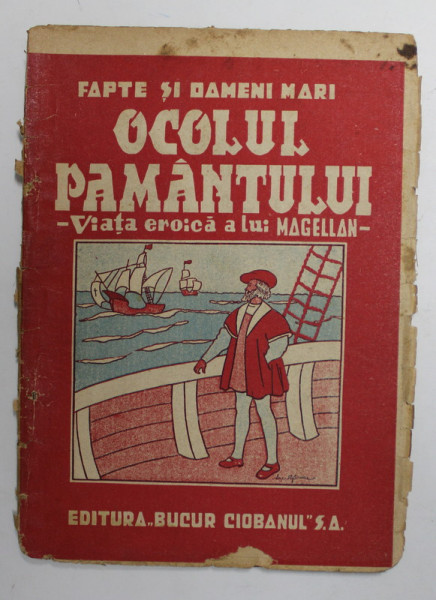 FAPTE ȘI OAMENI MARI
OCOLUL
PAMÂNTULUI
-Viața eroică a lui MAGELLAN-
EDITURA „BUCUR CIOBANUL" S.A.